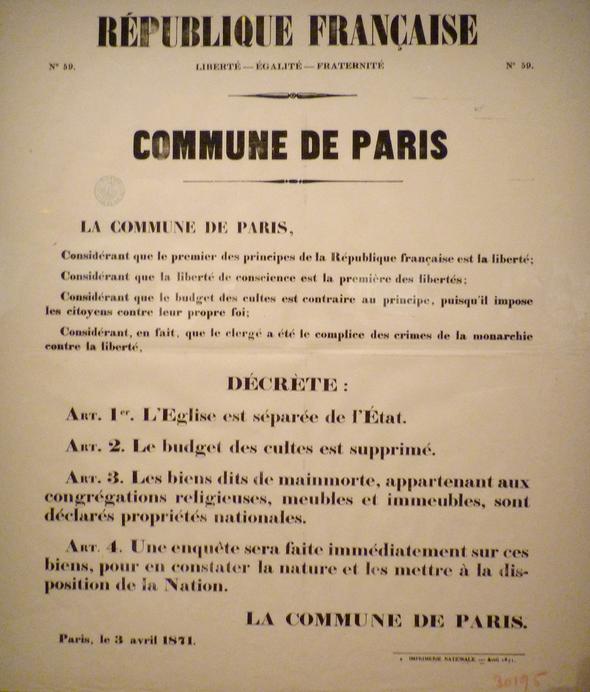 RÉPUBLIQUE FRANÇAISE
N° 59. LIBERTÉ — ÉGALITÉ — FRATERNITÉ N° 59.
COMMUNE DE PARIS
LA COMMUNE DE PARIS,
Considérant que le premier des principes de la République française est la liberté;
Considérant que la liberté de conscience est la première des libertés;
Considérant que le budget des cultes est contraire au principe, puisqu'il impose
les citoyens contre leur propre foi;
Considérant, en fait, que le clergé a été le complice des crimes de la monarchie
contre la liberté,
DÉCRÈTE :
ART. 1er. L'Eglise est séparée de l'État.
ART. 2. Le budget des cultes est supprimé.
ART. 3. Les biens dits de mainmorte, appartenant aux
congrégations religieuses, meubles et immeubles, sont
déclarés propriétés nationales.
ART. 4. Une enquête sera faite immédiatement sur ces
biens, pour en constater la nature et les mettre à la dis-
position de la Nation.
LA COMMUNE DE PARIS.
Paris, le 3 avril 1871.
IMPRIMERIE NATIONALE. — Avril 1871.
30195